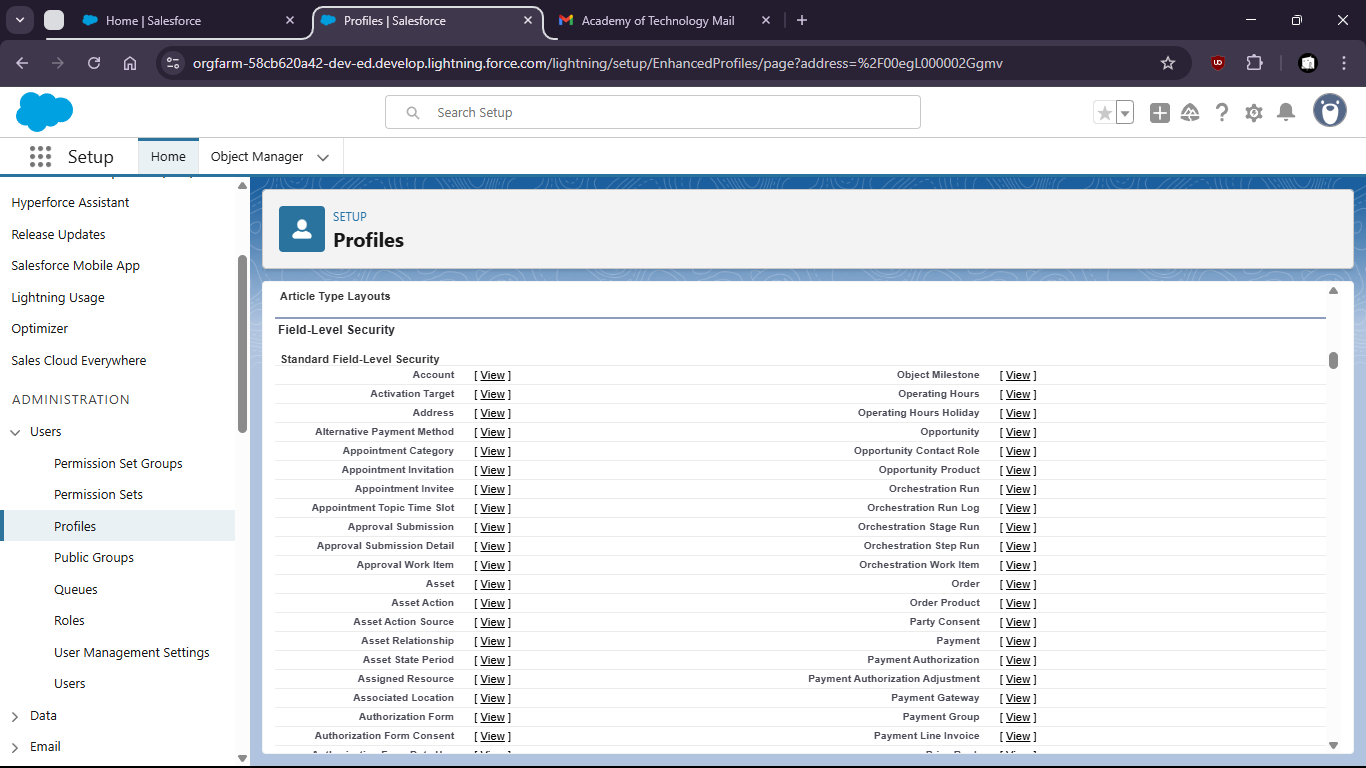 Home | Salesforce
Profiles | Salesforce
Academy of Technology Mail
orgfarm-58cb620a42-dev-ed.develop.lightning.force.com/lightning/setup/EnhancedProfiles/page?address=%2F00egL000002Ggmv
Search Setup
Setup
Home
Object Manager
Hyperforce Assistant
Release Updates
Salesforce Mobile App
Lightning Usage
Optimizer
Sales Cloud Everywhere
ADMINISTRATION
Users
Permission Set Groups
Permission Sets
Profiles
Public Groups
Queues
Roles
User Management Settings
Users
Data
Email
SETUP
Profiles
Article Type Layouts
Field-Level Security
Standard Field-Level Security
Account [ View ] Object Milestone [ View ]
Activation Target [ View ] Operating Hours [ View ]
Address [ View ] Operating Hours Holiday [ View ]
Alternative Payment Method [ View ] Opportunity [ View ]
Appointment Category [ View ] Opportunity Contact Role [ View ]
Appointment Invitation [ View ] Opportunity Product [ View ]
Appointment Invitee [ View ] Orchestration Run [ View ]
Appointment Topic Time Slot [ View ] Orchestration Run Log [ View ]
Approval Submission [ View ] Orchestration Stage Run [ View ]
Approval Submission Detail [ View ] Orchestration Step Run [ View ]
Approval Work Item [ View ] Orchestration Work Item [ View ]
Asset [ View ] Order [ View ]
Asset Action [ View ] Order Product [ View ]
Asset Action Source [ View ] Party Consent [ View ]
Asset Relationship [ View ] Payment [ View ]
Asset State Period [ View ] Payment Authorization [ View ]
Assigned Resource [ View ] Payment Authorization Adjustment [ View ]
Associated Location [ View ] Payment Gateway [ View ]
Authorization Form [ View ] Payment Group [ View ]
Authorization Form Consent [ View ] Payment Line Invoice [ View ]